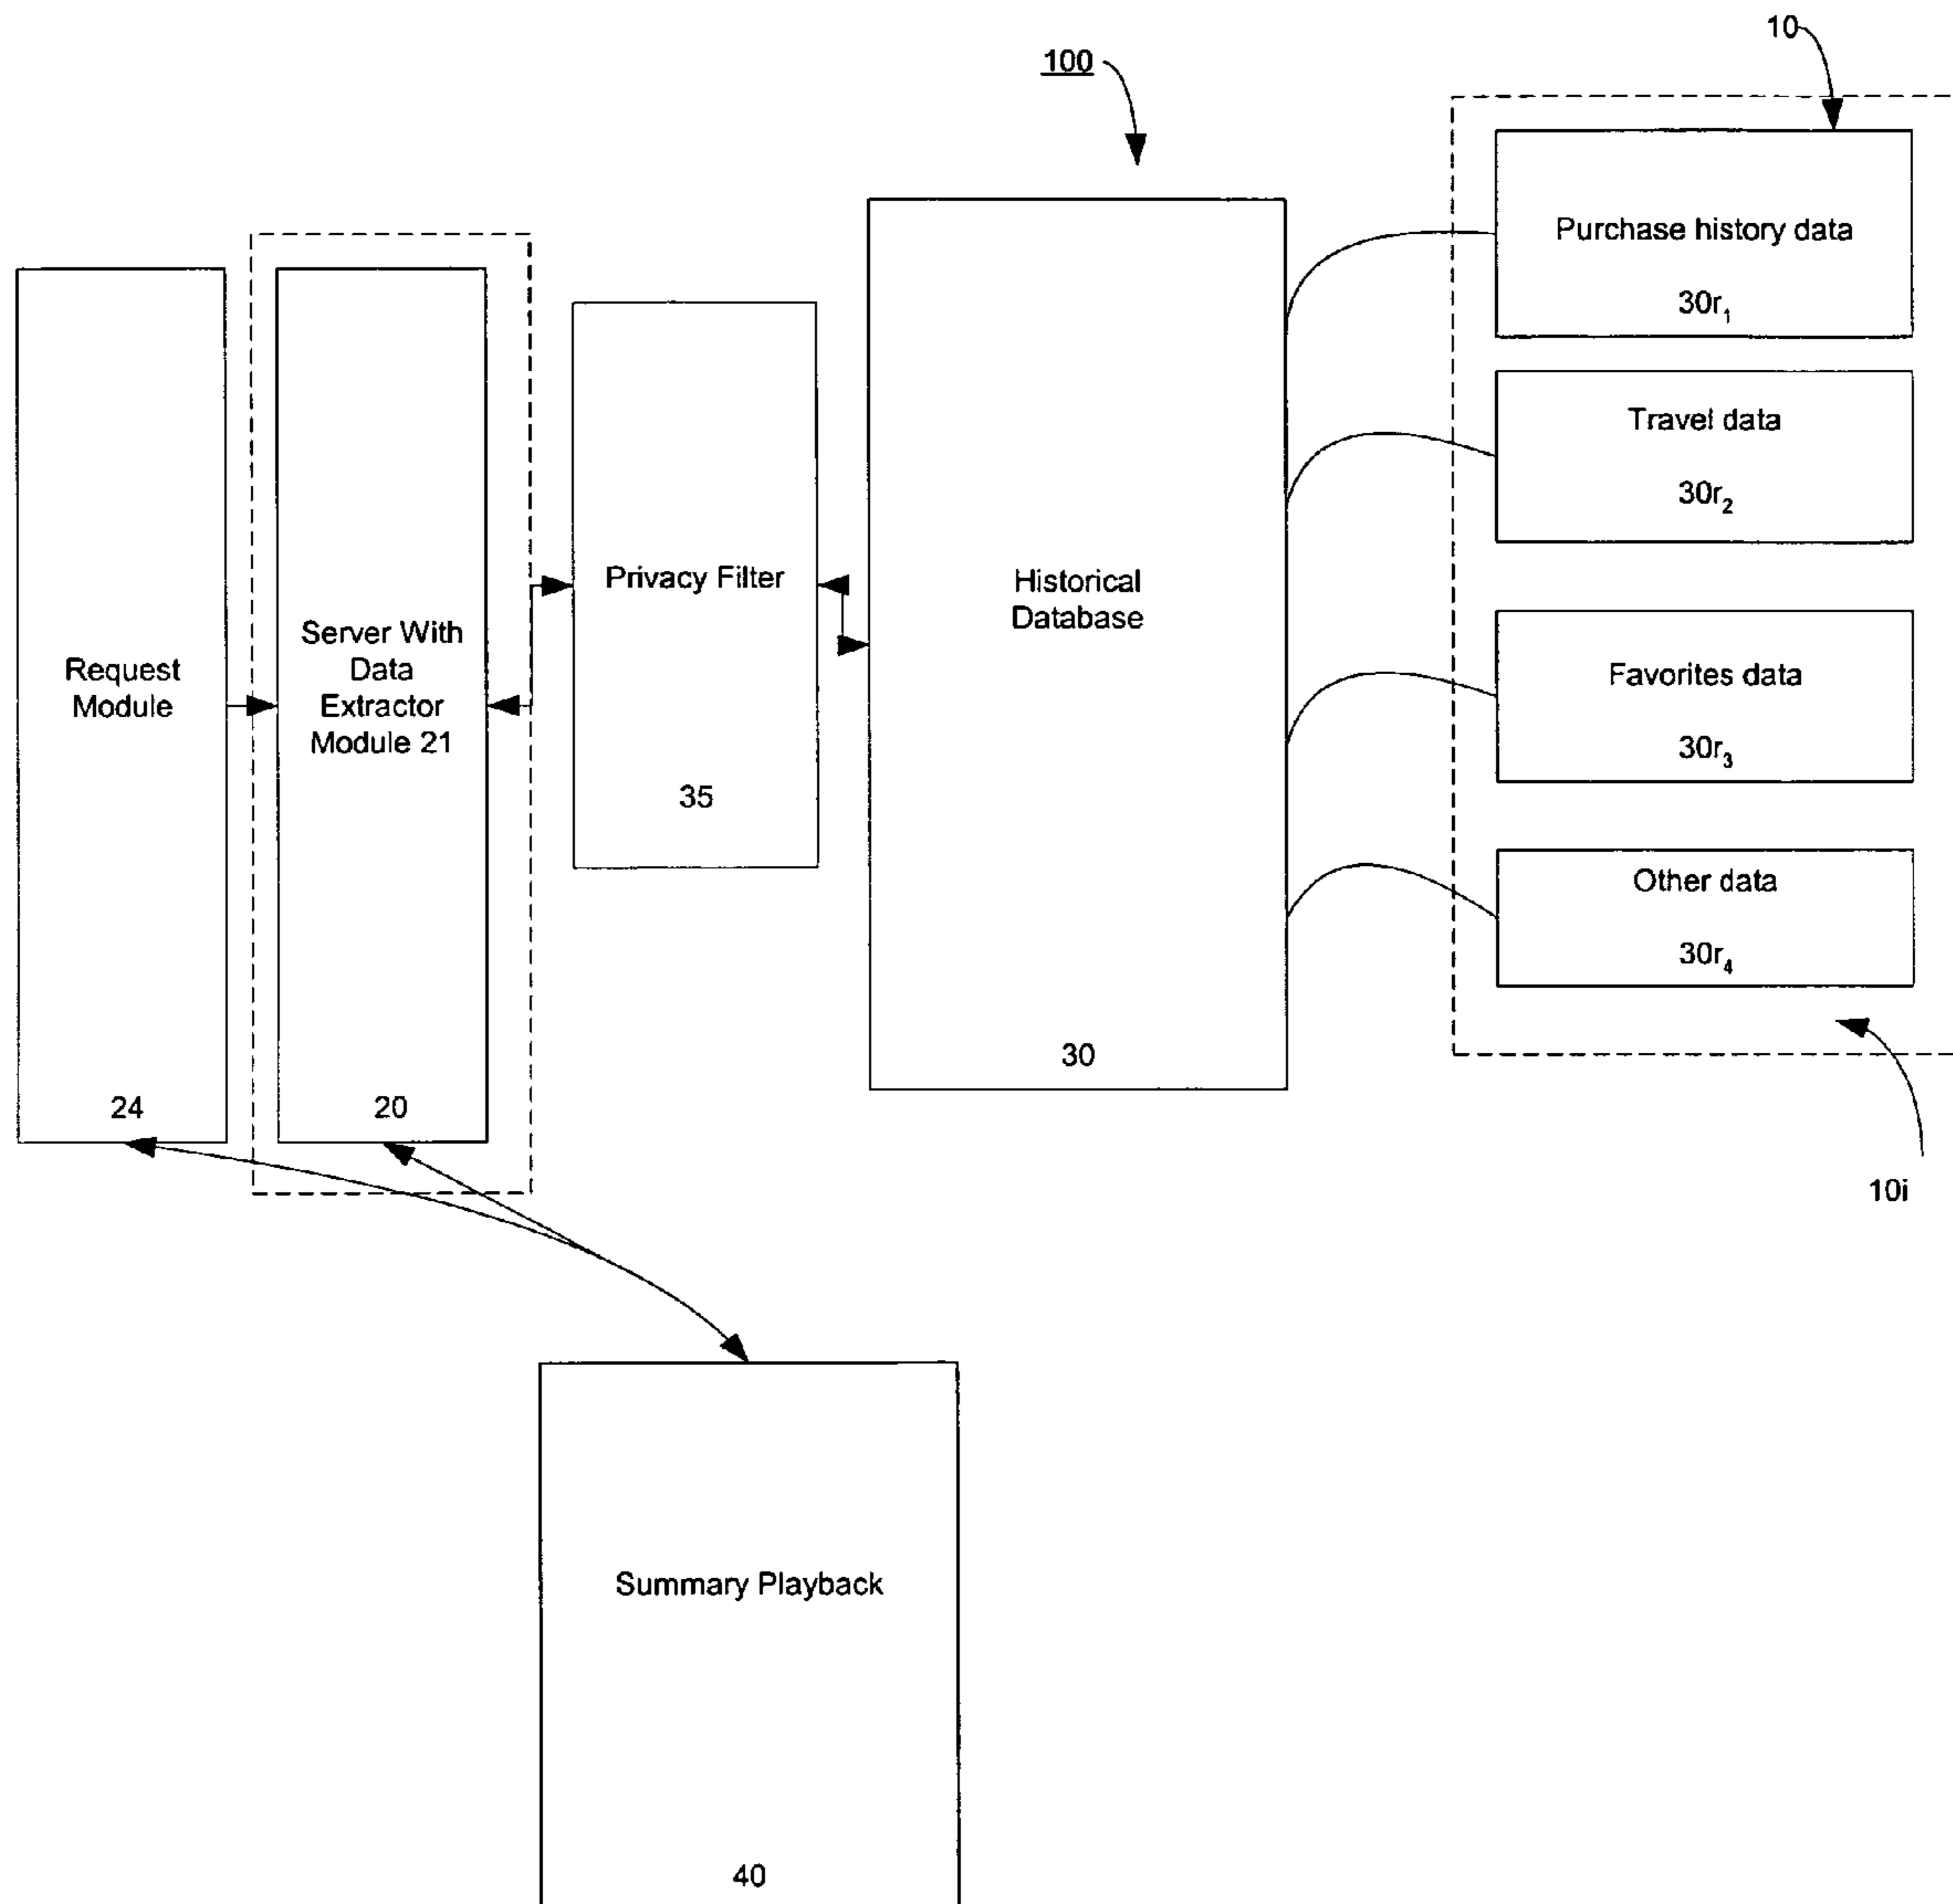 10
100
Purchase history data
30r₁
Travel data
30r₂
Favorites data
30r₃
Other data
30r₄
10i
Historical
Database
30
Privacy Filter
35
Server With
Data
Extractor
Module 21
20
Request
Module
24
Summary Playback
40